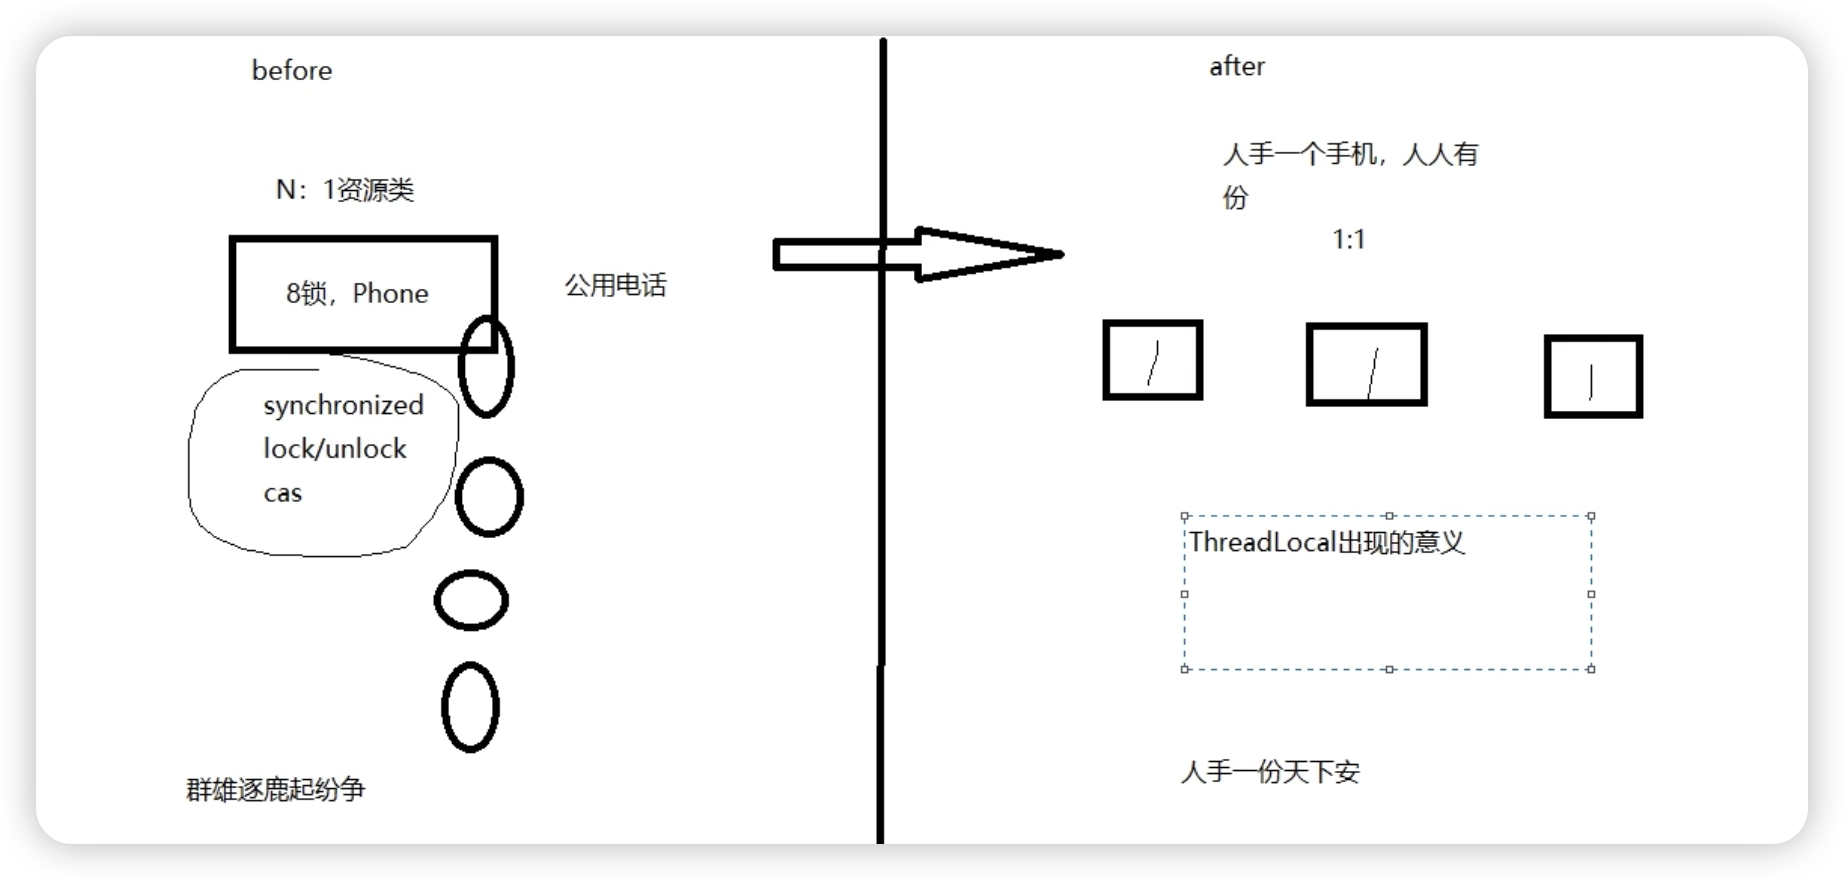 before
N：1资源类
8锁，Phone
公用电话
synchronized
lock/unlock
cas
群雄逐鹿起纷争
after
人手一个手机，人人有
份
1:1
ThreadLocal出现的意义
人手一份天下安